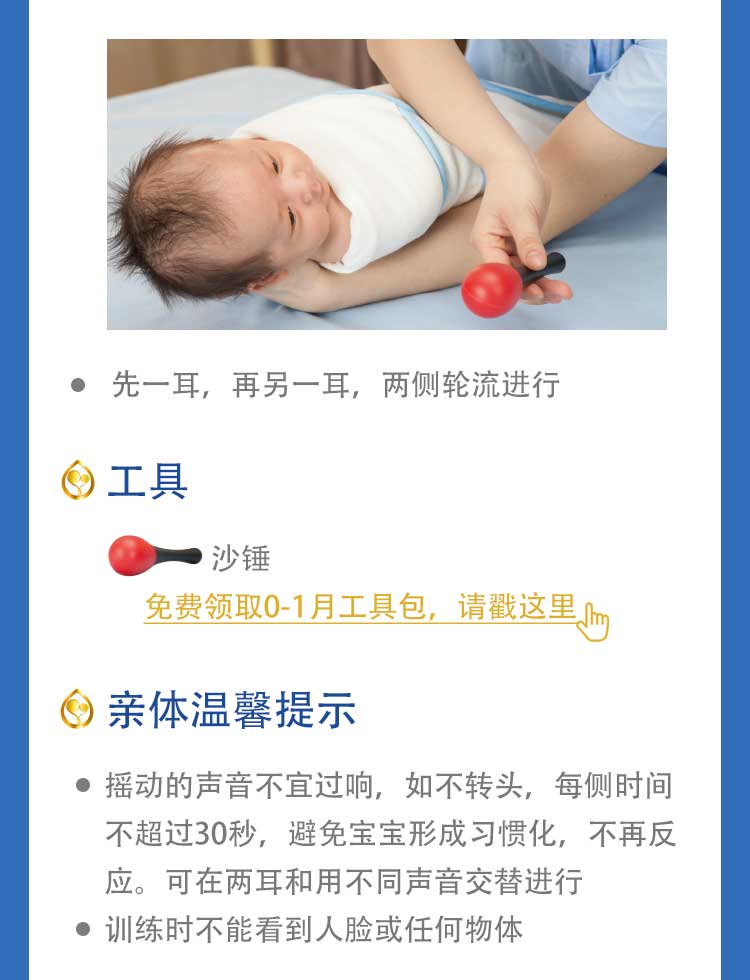 先一耳，再另一耳，两侧轮流进行
工具
沙锤
免费领取0-1月工具包，请戳这里
亲体温馨提示
摇动的声音不宜过响，如不转头，每侧时间
不超过30秒，避免宝宝形成习惯化，不再反
应。可在两耳和用不同声音交替进行
训练时不能看到人脸或任何物体